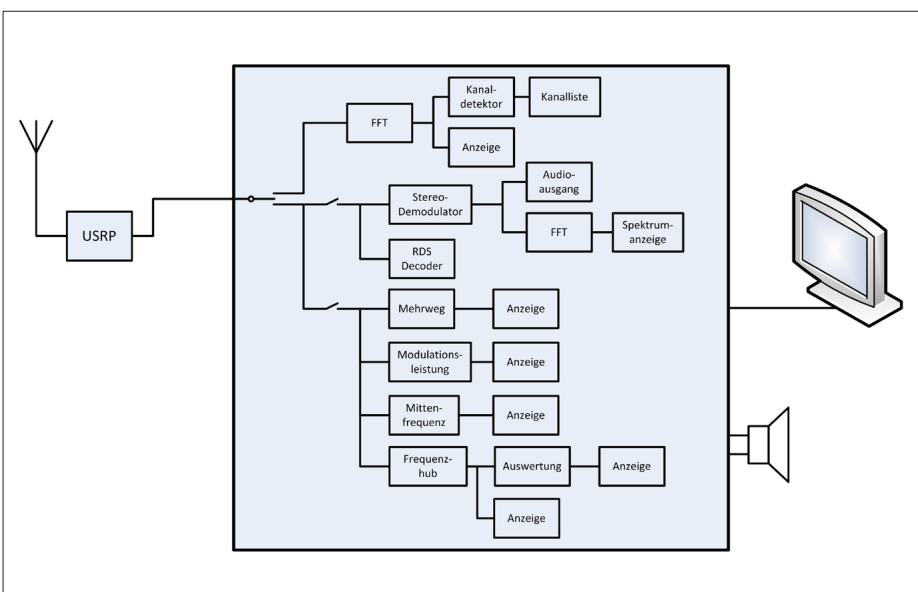 Kanal-
detektor
Kanalliste
FFT
Anzeige
Audio-
ausgang
Stereo-
Demodulator
FFT
Spektrum-
anzeige
USRP
RDS
Decoder
Mehrweg
Anzeige
Modulations-
leistung
Anzeige
Mitten-
frequenz
Anzeige
Frequenz-
hub
Auswertung
Anzeige
Anzeige